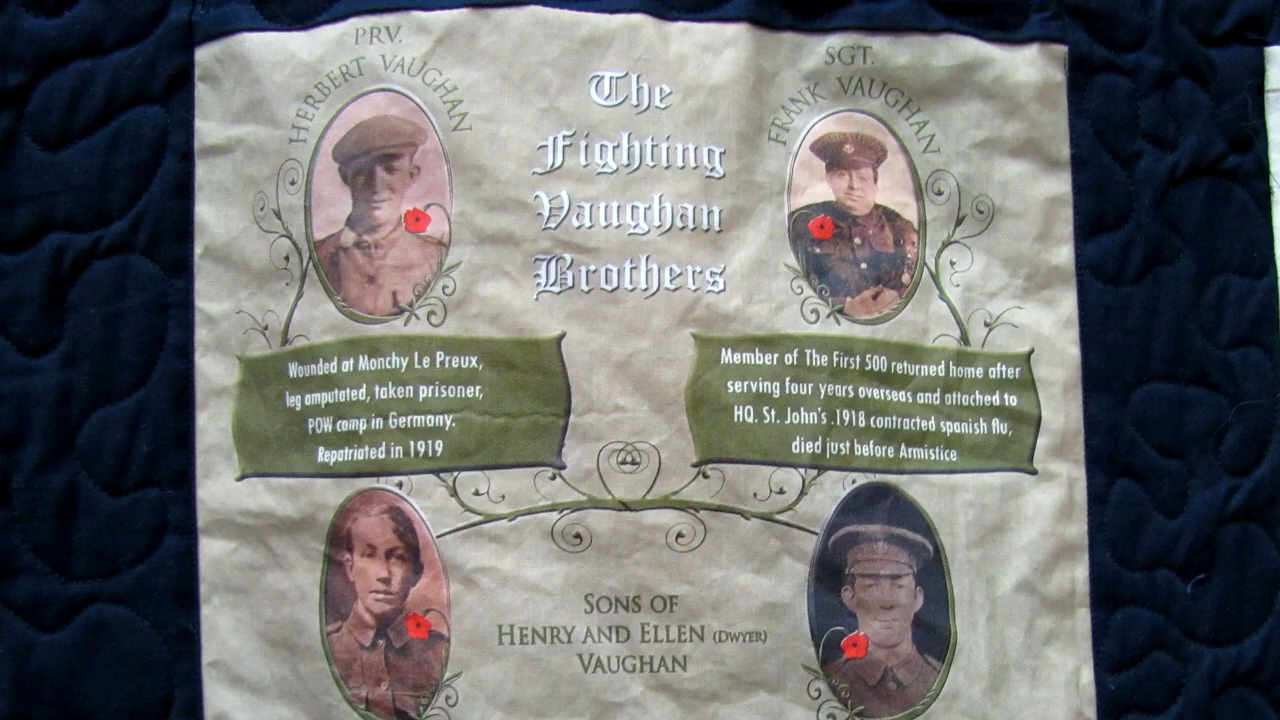 PRV.
HERBERT VAUGHAN
The
Fighting
Vaughan
Brothers
SGT.
FRANK VAUGHAN
Wounded at Monchy Le Preux,
leg amputated, taken prisoner,
POW camp in Germany.
Repatriated in 1919
Member of The First 500 returned home after
serving four years overseas and attached to
HQ. St. John's .1918 contracted spanish flu,
died just before Armistice
SONS OF
HENRY AND ELLEN (DWYER)
VAUGHAN